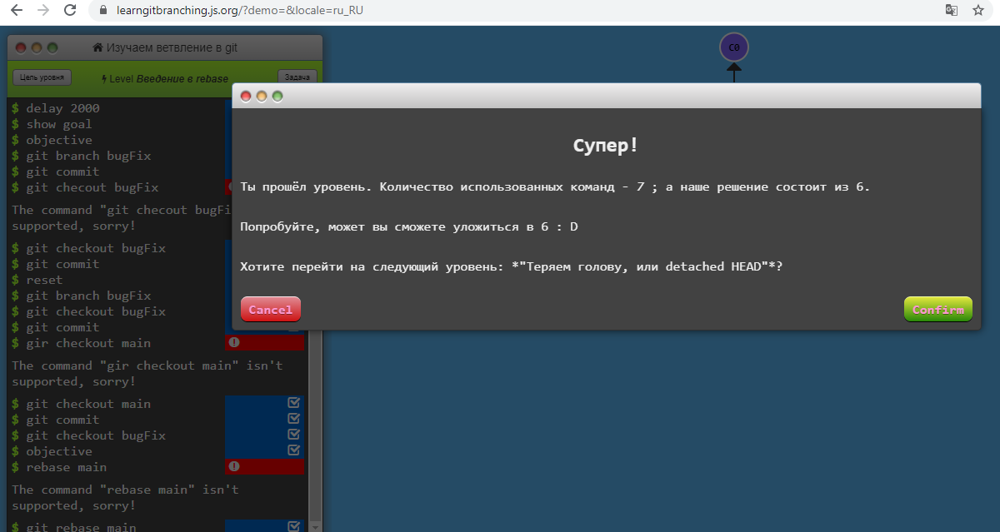 learngitbranching.js.org/?demo=&locale=ru_RU
Изучаем ветвление в git
C0
Цель уровня
Level Введение в rebase
Задача
$ delay 2000
$ show goal
$ objective
$ git branch bugFix
$ git commit
$ git checout bugFix
The command "git checout bugFi
supported, sorry!
$ git checkout bugFix
$ git commit
$ reset
$ git branch bugFix
$ git checkout bugFix
$ git commit
$ gir checkout main
The command "gir checkout main" isn't
supported, sorry!
$ git checkout main
$ git commit
$ git checkout bugFix
$ objective
$ rebase main
The command "rebase main" isn't
supported, sorry!
$ git rebase main
Супер!
Ты прошёл уровень. Количество использованных команд - 7 ; а наше решение состоит из 6.
Попробуйте, может вы сможете уложиться в 6 : D
Хотите перейти на следующий уровень: *"Теряем голову, или detached HEAD"*?
Cancel
Confirm